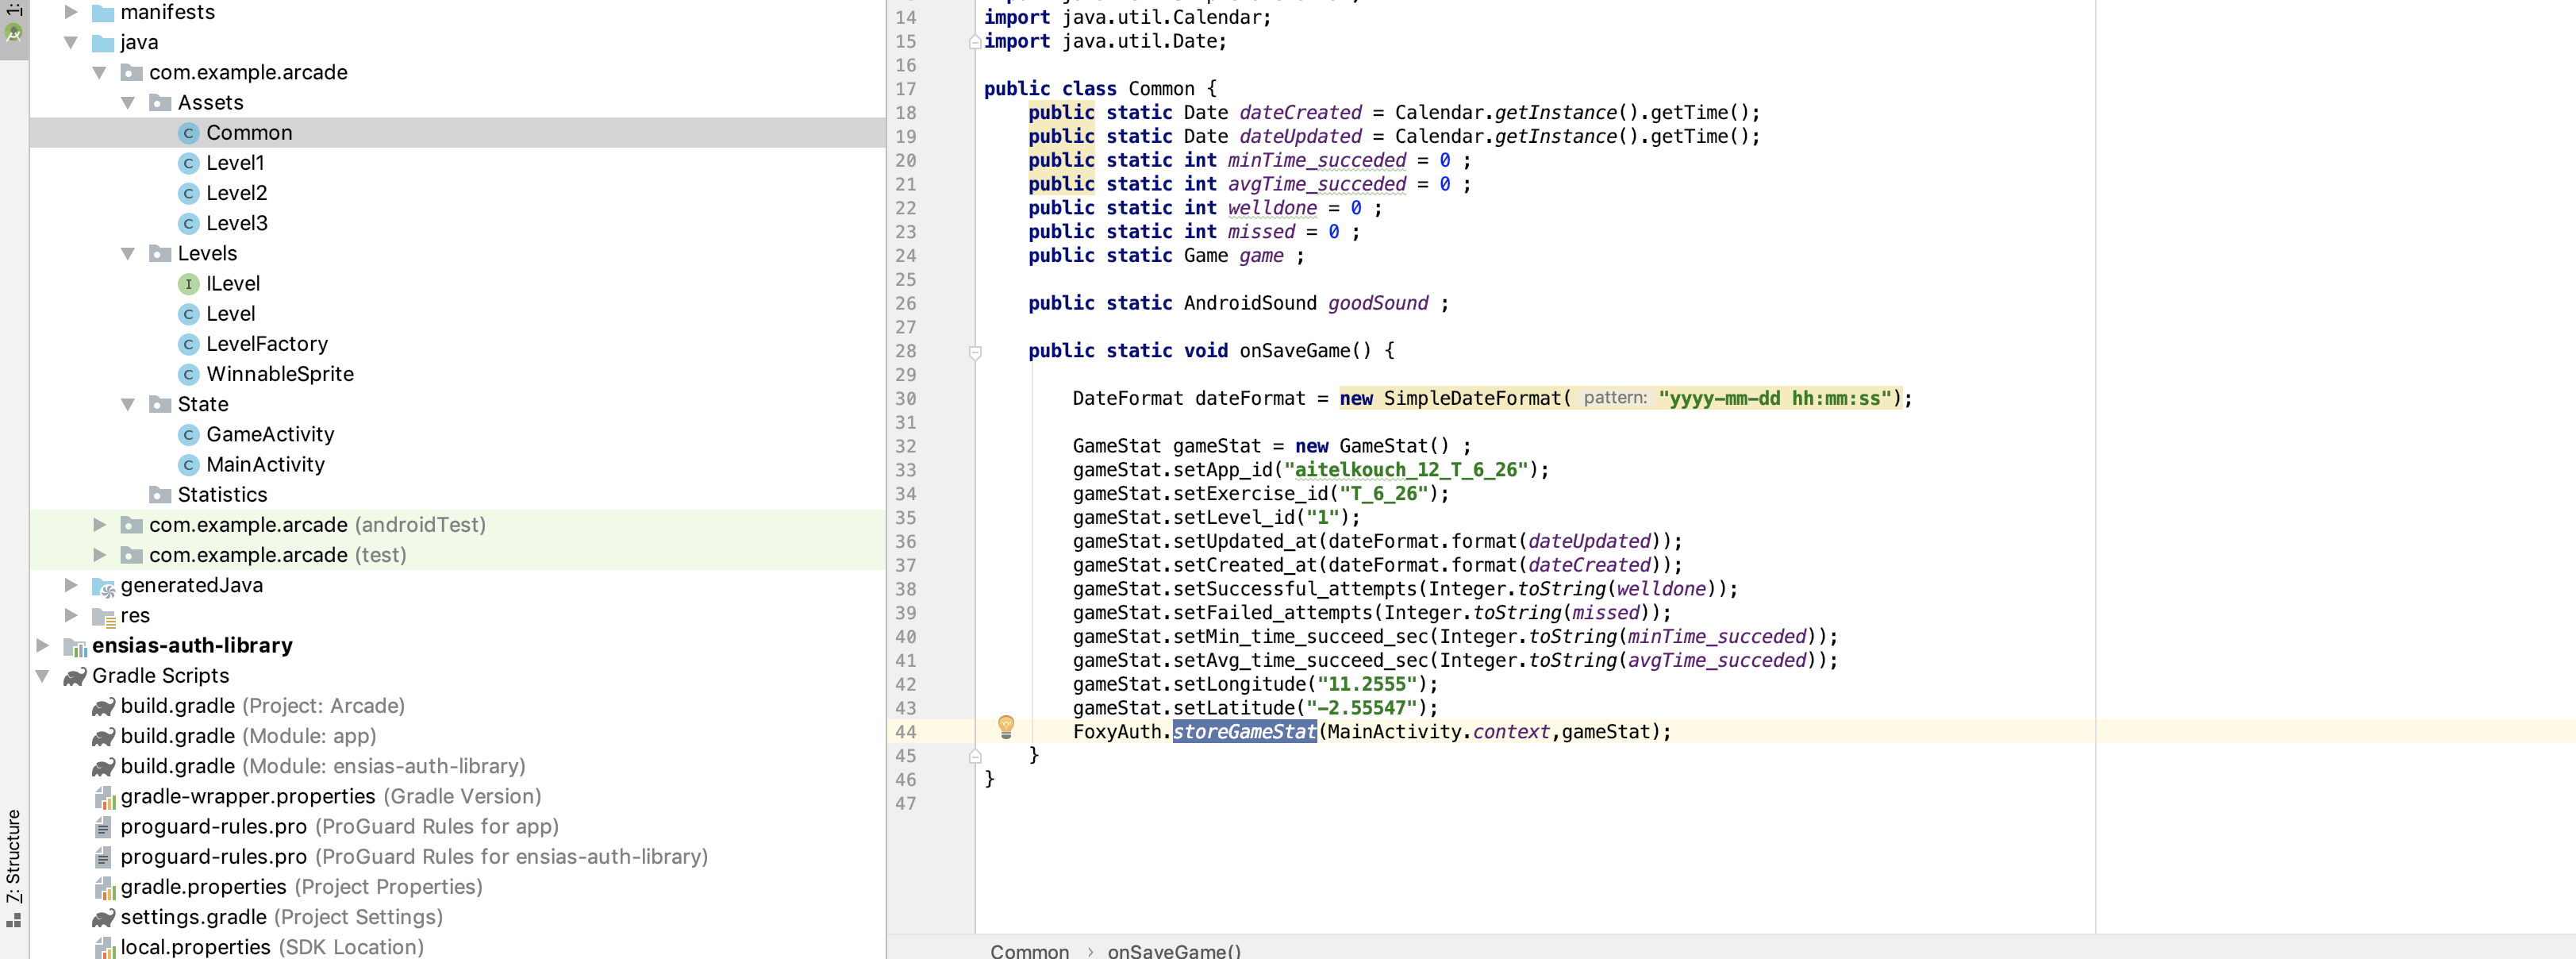 1:
manifests
java
com.example.arcade
Assets
Common
Level1
Level2
Level3
Levels
ILevel
Level
LevelFactory
WinnableSprite
State
GameActivity
MainActivity
Statistics
com.example.arcade (androidTest)
com.example.arcade (test)
generatedJava
res
ensias-auth-library
Gradle Scripts
build.gradle (Project: Arcade)
build.gradle (Module: app)
build.gradle (Module: ensias-auth-library)
gradle-wrapper.properties (Gradle Version)
proguard-rules.pro (ProGuard Rules for app)
proguard-rules.pro (ProGuard Rules for ensias-auth-library)
gradle.properties (Project Properties)
settings.gradle (Project Settings)
local.properties (SDK Location)
Z: Structure
14 import java.util.Calendar;
15 import java.util.Date;
16
17 public class Common {
18 public static Date dateCreated = Calendar.getInstance().getTime();
19 public static Date dateUpdated = Calendar.getInstance().getTime();
20 public static int minTime_succeded = 0 ;
21 public static int avgTime_succeded = 0 ;
22 public static int welldone = 0 ;
23 public static int missed = 0 ;
24 public static Game game ;
25
26 public static AndroidSound goodSound ;
27
28 public static void onSaveGame() {
29
30 DateFormat dateFormat = new SimpleDateFormat( pattern: "yyyy-mm-dd hh:mm:ss");
31
32 GameStat gameStat = new GameStat() ;
33 gameStat.setApp_id("aitelkouch_12_T_6_26");
34 gameStat.setExercise_id("T_6_26");
35 gameStat.setLevel_id("1");
36 gameStat.setUpdated_at(dateFormat.format(dateUpdated));
37 gameStat.setCreated_at(dateFormat.format(dateCreated));
38 gameStat.setSuccessful_attempts(Integer.toString(welldone));
39 gameStat.setFailed_attempts(Integer.toString(missed));
40 gameStat.setMin_time_succeed_sec(Integer.toString(minTime_succeded));
41 gameStat.setAvg_time_succeed_sec(Integer.toString(avgTime_succeded));
42 gameStat.setLongitude("11.2555");
43 gameStat.setLatitude("-2.55547");
44 FoxyAuth.storeGameStat(MainActivity.context,gameStat);
45 }
46 }
47
Common › onSaveGame()